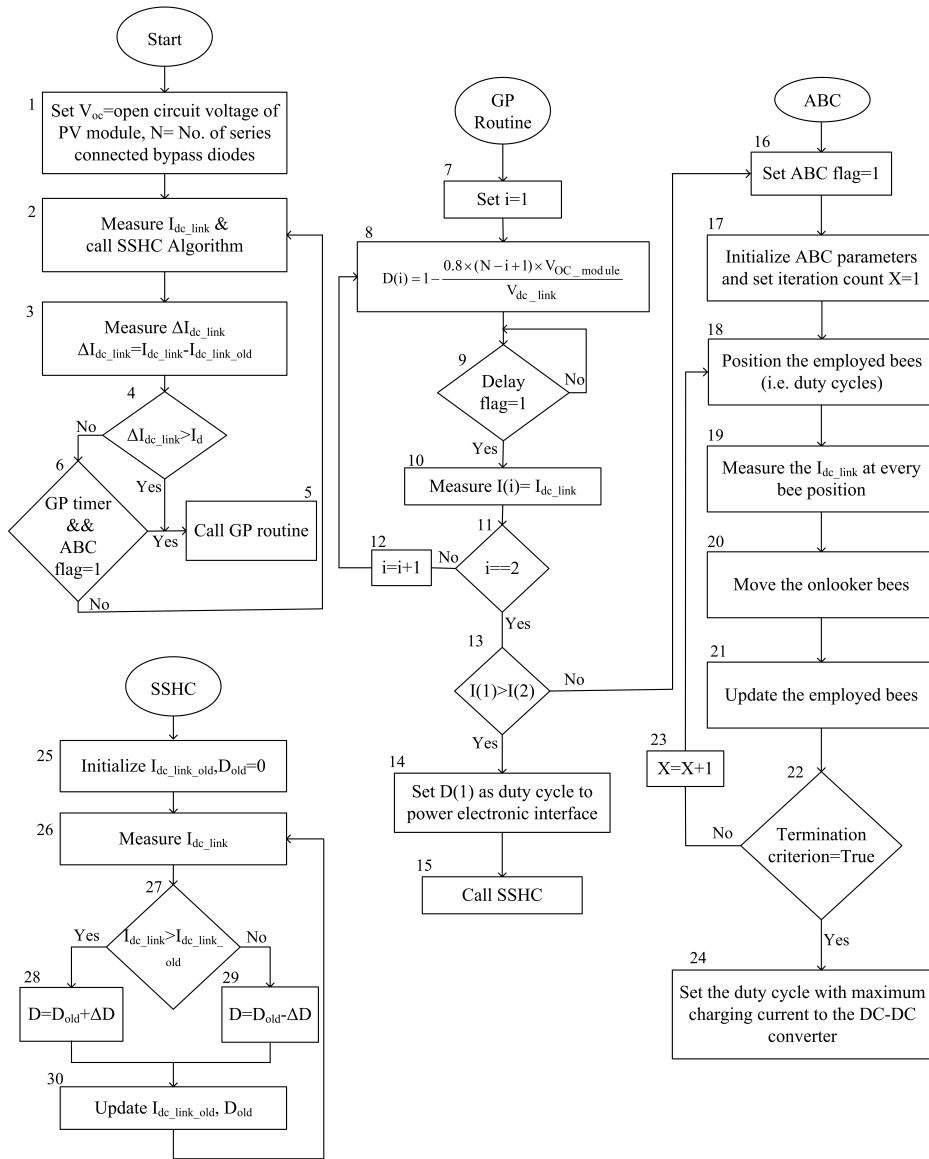 Start
1
Set Voc=open circuit voltage of
PV module, N= No. of series
connected bypass diodes
2
Measure Idc_link &
call SSHC Algorithm
3
Measure ΔIdc_link
ΔIdc_link=Idc_link-Idc_link_old
4
ΔIdc_link>Id
No
Yes
6
GP timer
&&
ABC
flag=1
Yes
No
5
Call GP routine
SSHC
25
Initialize Idc_link_old,Dold=0
26
Measure Idc_link
27
Idc_link>Idc_link_
old
Yes
No
28
D=Dold+ΔD
29
D=Dold-ΔD
30
Update Idc_link_old, Dold
GP
Routine
7
Set i=1
8
D(i)=1-0.8×(N-i+1)×VOC_module
Vdc_link
9
Delay
flag=1
No
Yes
10
Measure I(i)= Idc_link
11
i==2
No
12
i=i+1
Yes
13
I(1)>I(2)
No
Yes
14
Set D(1) as duty cycle to
power electronic interface
15
Call SSHC
ABC
16
Set ABC flag=1
17
Initialize ABC parameters
and set iteration count X=1
18
Position the employed bees
(i.e. duty cycles)
19
Measure the Idc_link at every
bee position
20
Move the onlooker bees
21
Update the employed bees
22
Termination
criterion=True
No
23
X=X+1
Yes
24
Set the duty cycle with maximum
charging current to the DC-DC
converter